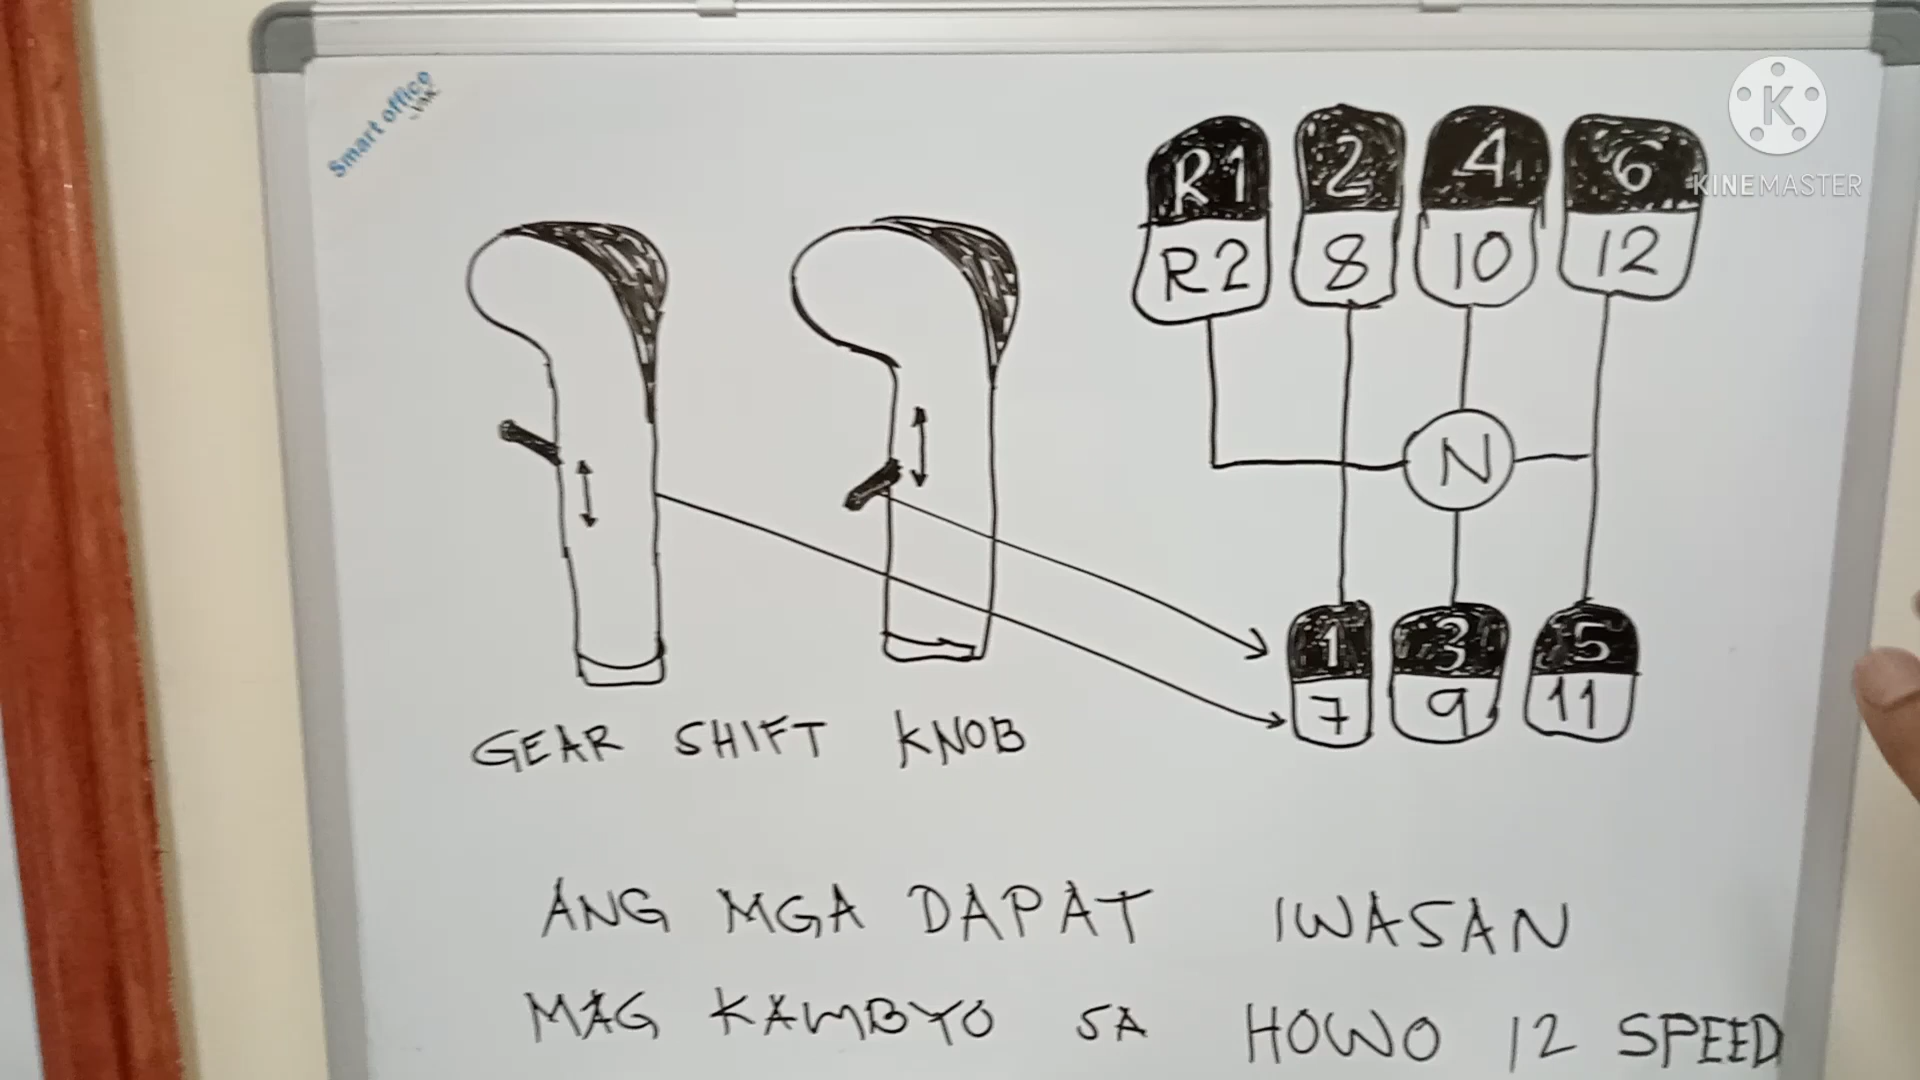 Smart office
R1 2 4 6
R2 8 10 12
KINEMASTER
N
1 3 5
7 9 11
GEAR SHIFT KNOB
ANG MGA DAPAT IWASAN
MAG KAMBYO SA HOWO 12 SPEED